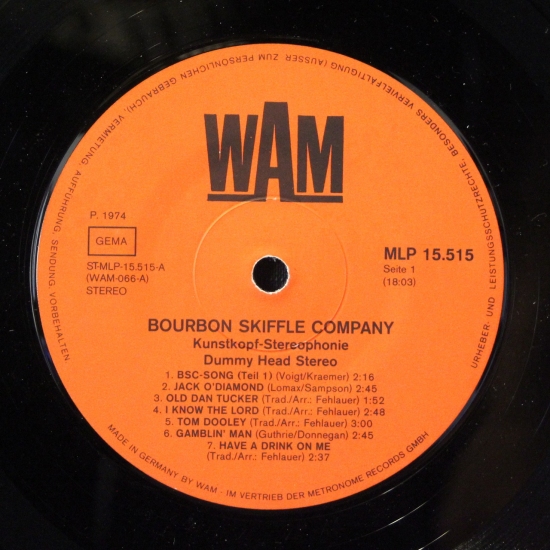 WAM
P. 1974
GEMA
ST-MLP-15.515-A
(WAM-066-A)
STEREO
MLP 15.515
Seite 1
(18:03)
BOURBON SKIFFLE COMPANY
Kunstkopf-Stereophonie
Dummy Head Stereo
1. BSC-SONG (Teil 1) (Voigt/Kraemer) 2:16
2. JACK O'DIAMOND (Lomax/Sampson) 2:45
3. OLD DAN TUCKER (Trad./Arr.: Fehlauer) 1:52
4. I KNOW THE LORD (Trad./Arr.: Fehlauer) 2:48
5. TOM DOOLEY (Trad./Arr.: Fehlauer) 3:00
6. GAMBLIN' MAN (Guthrie/Donnegan) 2:45
7. HAVE A DRINK ON ME
(Trad./Arr.: Fehlauer) 2:37
URHEBER. UND LEISTUNGSSCHUTZRECHTE, BESONDERS VERVIELFÄLTIGUNG (AUSSER ZUM PERSÖNLICHEN GEBRAUCH), VERMIETUNG, AUFFÜHRUNG, SENDUNG, VORBEHALTEN.
MADE IN GERMANY BY WAM · IM VERTRIEB DER METRONOME RECORDS GMBH